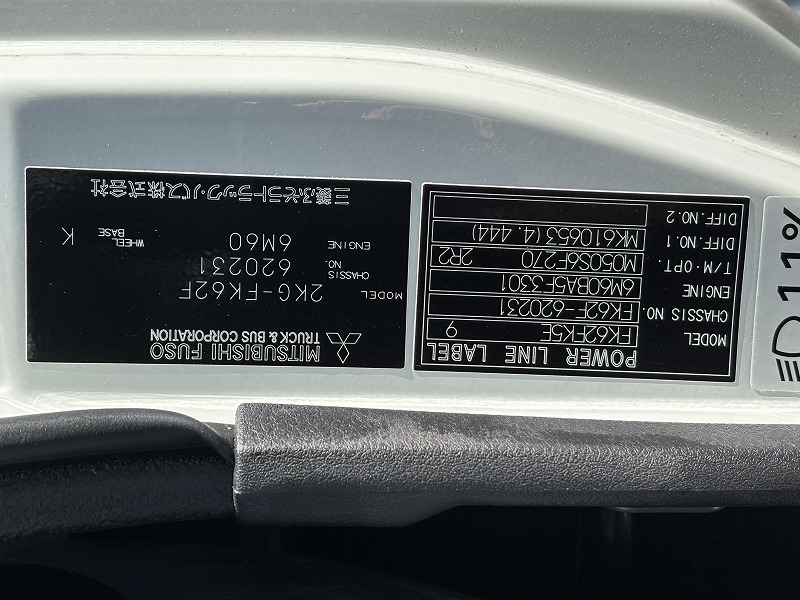 MITSUBISHI FUSO
TRUCK & BUS CORPORATION
MODEL 2KG-FK62F
CHASSIS NO. 620231
ENGINE 6M60 WHEEL BASE K
三菱ふそうトラック・バス株式会社
POWER LINE LABEL
MODEL FK62FK5E 9
CHASSIS NO. FK62F-620231
ENGINE 6M60BA5F3301
T/M・OPT. M050S6F270 2R2
DIFF.NO.1 MK610653(4.444)
DIFF.NO.2
011%